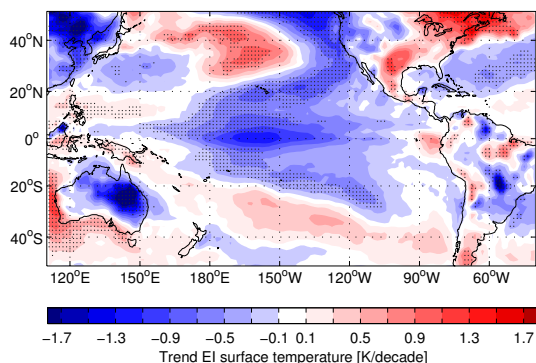 40°N
20°N
0°
20°S
40°S
120°E 150°E 180°W 150°W 120°W 90°W 60°W
−1.7 −1.3 −0.9 −0.5 −0.1 0.1 0.5 0.9 1.3 1.7
Trend EI surface temperature [K/decade]